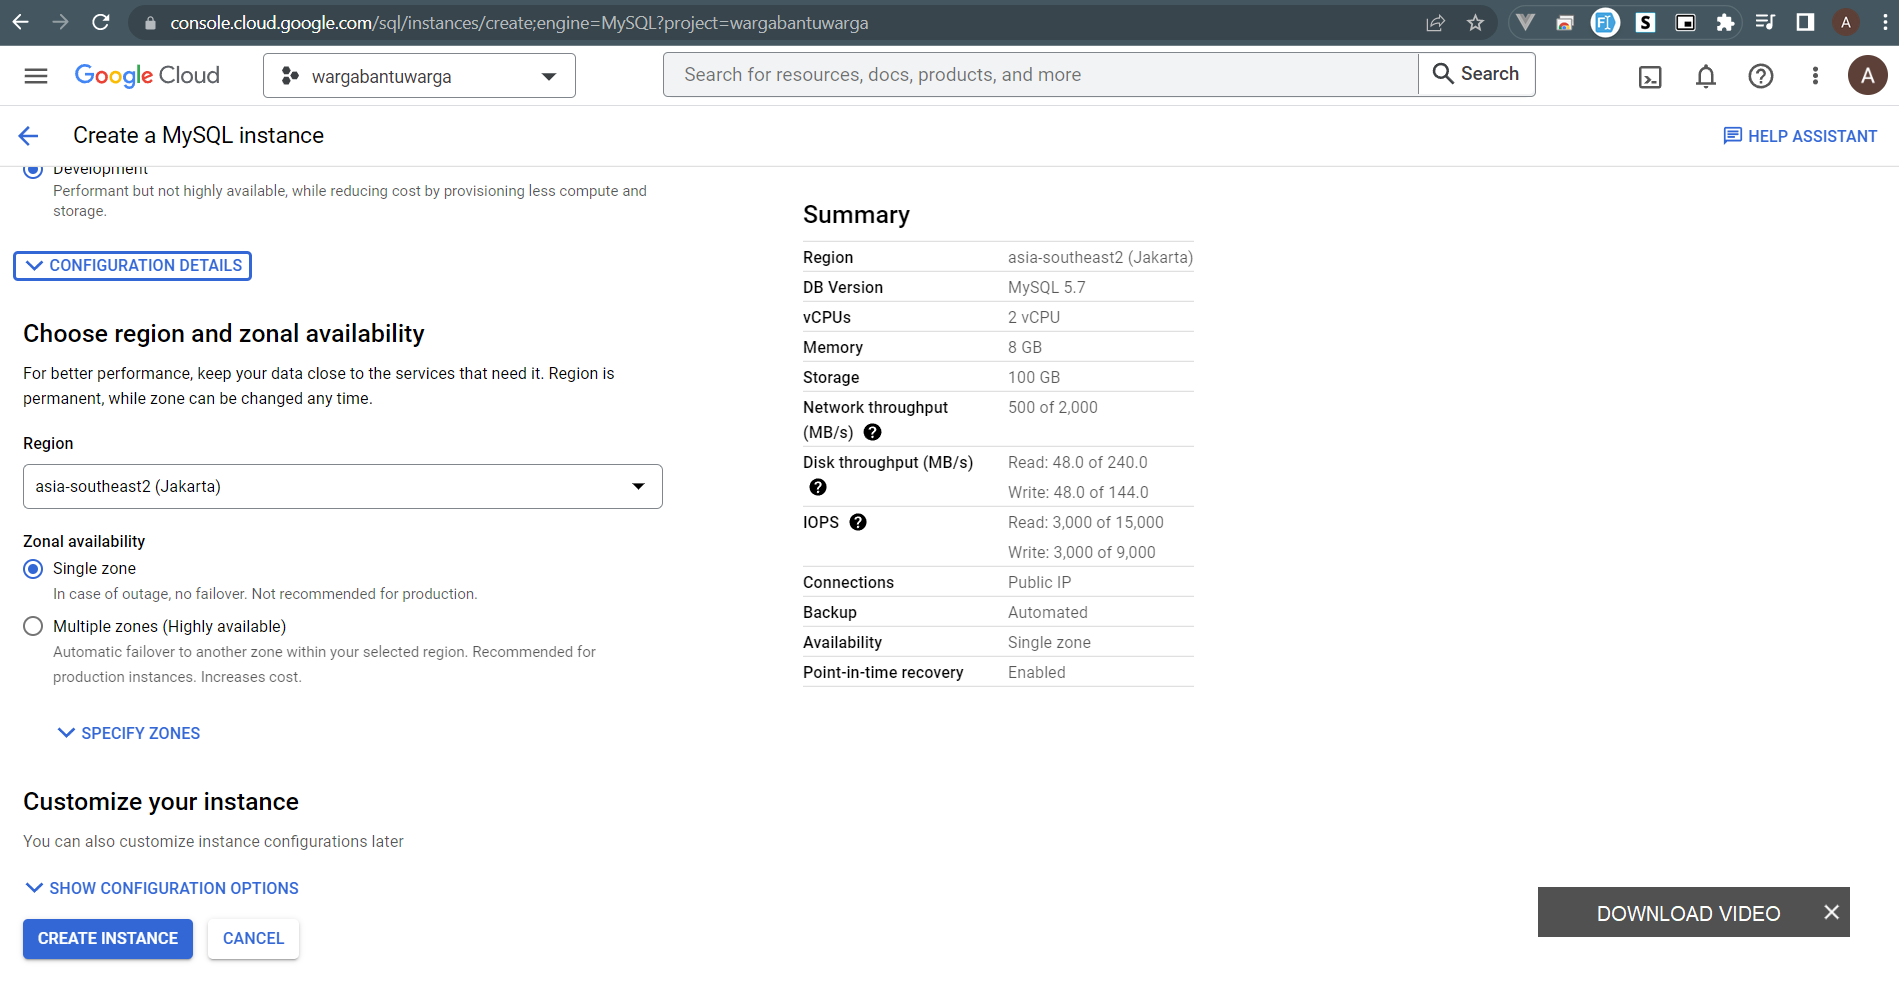 console.cloud.google.com/sql/instances/create;engine=MySQL?project=wargabantuwarga
S
A
Google Cloud
wargabantuwarga
Search for resources, docs, products, and more
Search
A
Create a MySQL instance
HELP ASSISTANT
Development
Performant but not highly available, while reducing cost by provisioning less compute and
storage.
CONFIGURATION DETAILS
Choose region and zonal availability
For better performance, keep your data close to the services that need it. Region is
permanent, while zone can be changed any time.
Region
asia-southeast2 (Jakarta)
Zonal availability
Single zone
In case of outage, no failover. Not recommended for production.
Multiple zones (Highly available)
Automatic failover to another zone within your selected region. Recommended for
production instances. Increases cost.
SPECIFY ZONES
Customize your instance
You can also customize instance configurations later
SHOW CONFIGURATION OPTIONS
CREATE INSTANCE
CANCEL
Summary
Region asia-southeast2 (Jakarta)
DB Version MySQL 5.7
vCPUs 2 vCPU
Memory 8 GB
Storage 100 GB
Network throughput 500 of 2,000
(MB/s)
Disk throughput (MB/s) Read: 48.0 of 240.0
Write: 48.0 of 144.0
IOPS Read: 3,000 of 15,000
Write: 3,000 of 9,000
Connections Public IP
Backup Automated
Availability Single zone
Point-in-time recovery Enabled
DOWNLOAD VIDEO